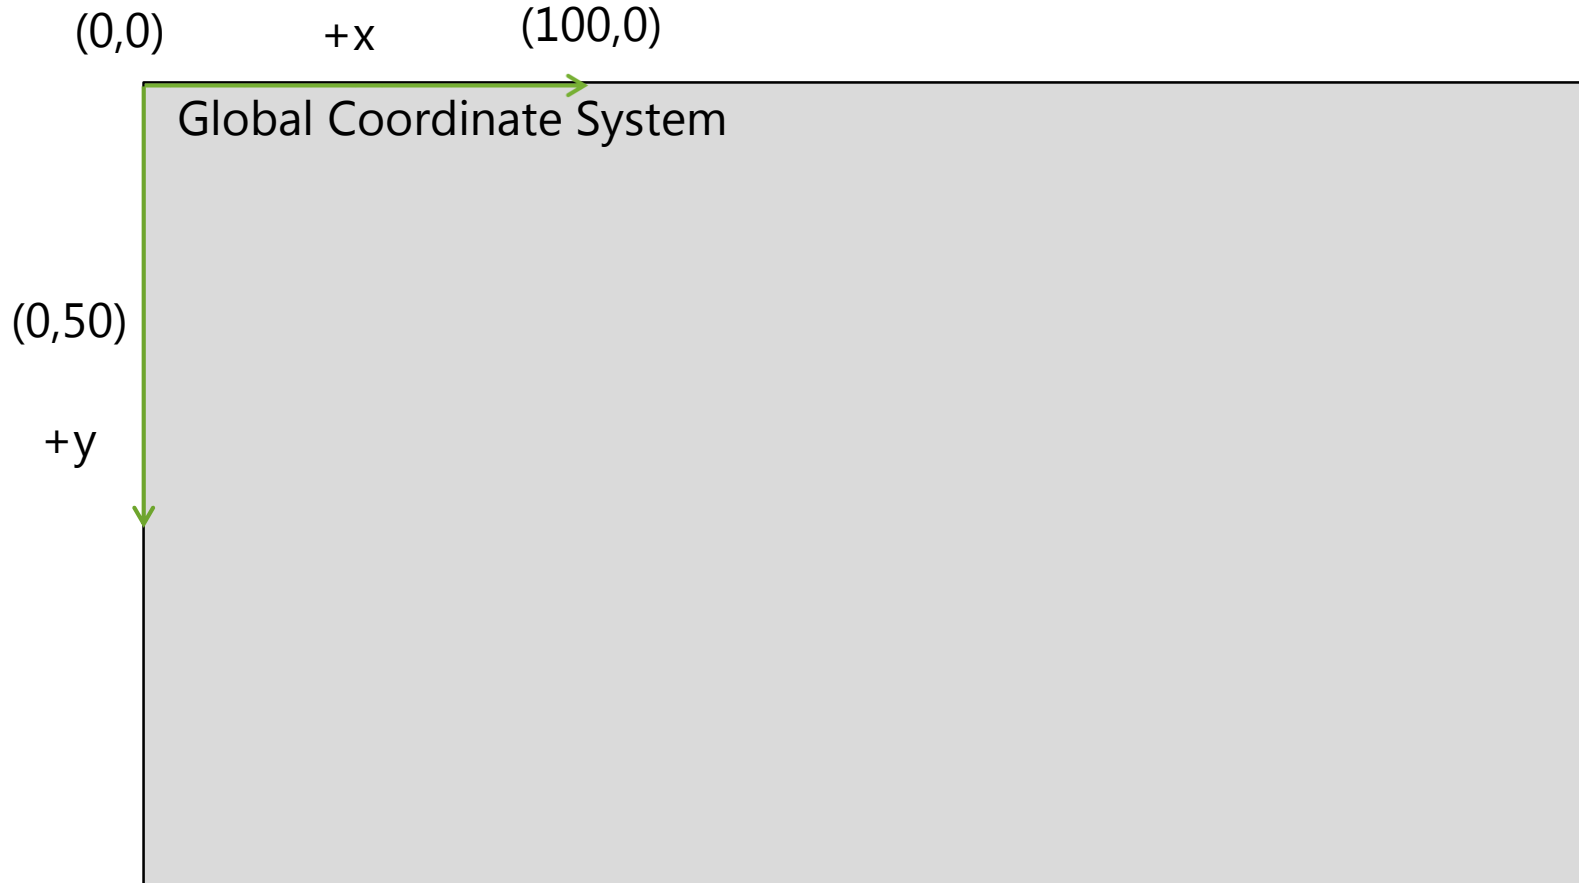 (0,0) +x (100,0)
Global Coordinate System
(0,50)
+y